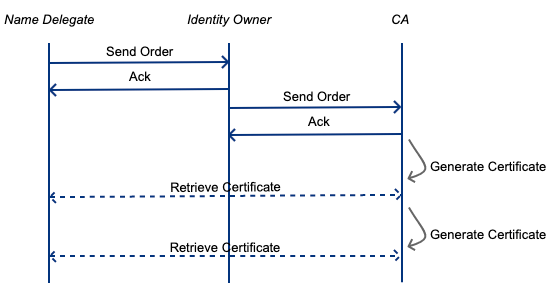 Name Delegate
Identity Owner
CA
Send Order
Ack
Send Order
Ack
Generate Certificate
Retrieve Certificate
Generate Certificate
Retrieve Certificate